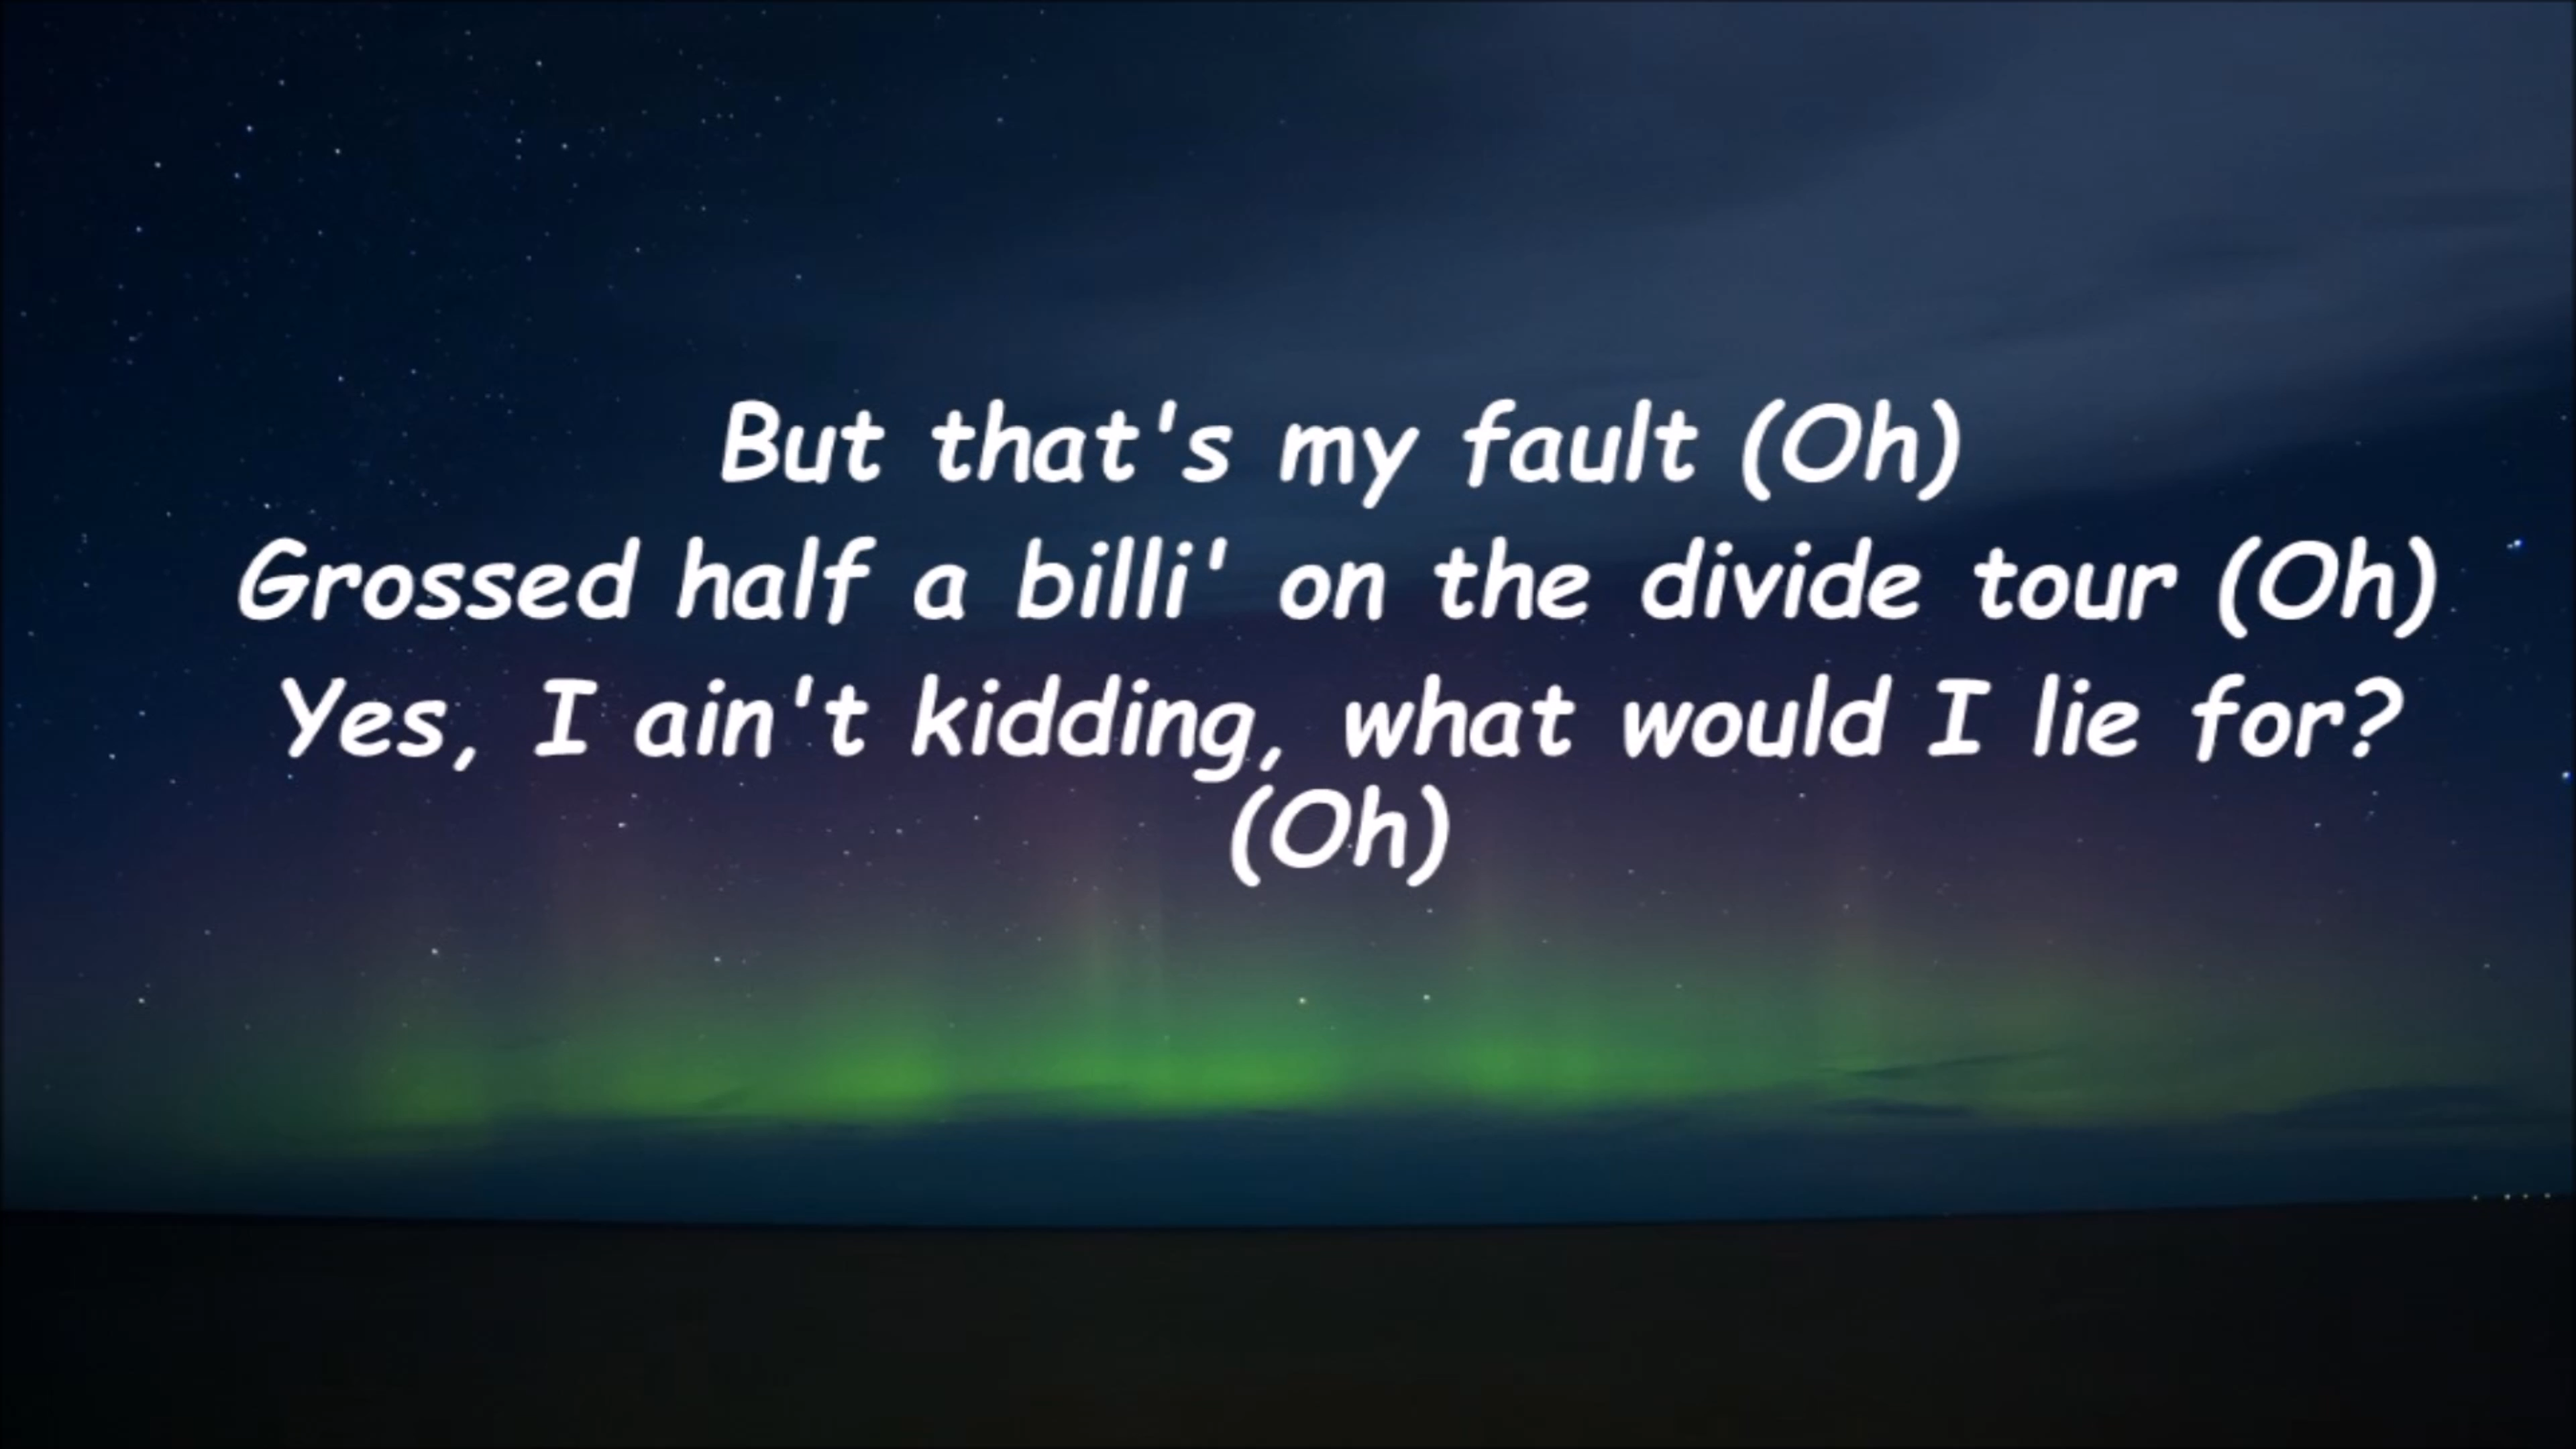 But that's my fault (Oh)
Grossed half a billi' on the divide tour (Oh)
Yes, I ain't kidding, what would I lie for?
(Oh)